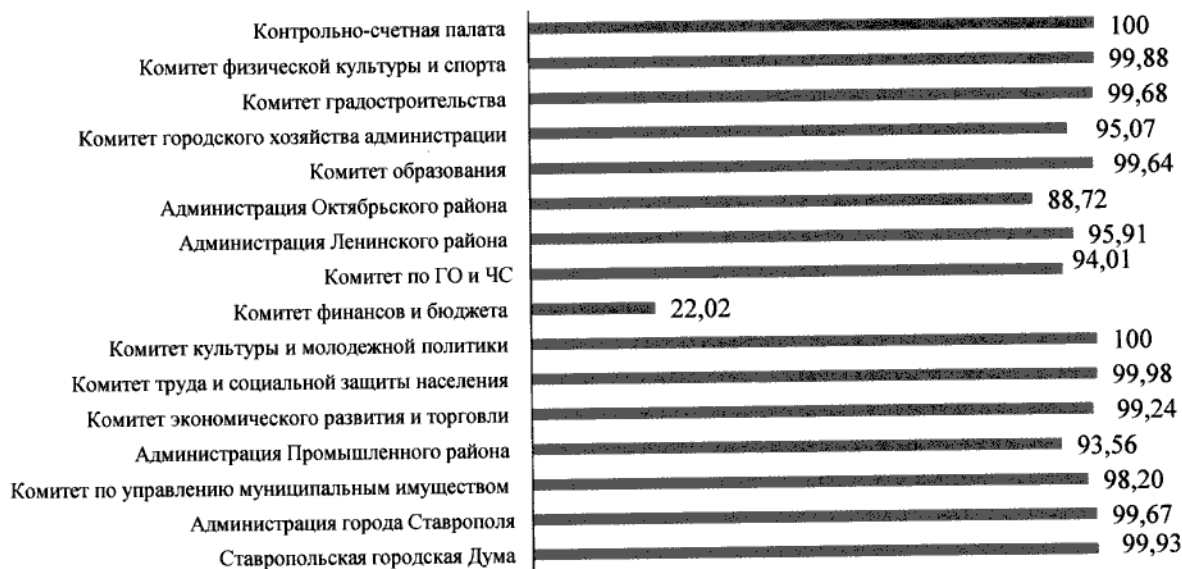 Контрольно-счетная палата 100
Комитет физической культуры и спорта 99,88
Комитет градостроительства 99,68
Комитет городского хозяйства администрации 95,07
Комитет образования 99,64
Администрация Октябрьского района 88,72
Администрация Ленинского района 95,91
Комитет по ГО и ЧС 94,01
Комитет финансов и бюджета 22,02
Комитет культуры и молодежной политики 100
Комитет труда и социальной защиты населения 99,98
Комитет экономического развития и торговли 99,24
Администрация Промышленного района 93,56
Комитет по управлению муниципальным имуществом 98,20
Администрация города Ставрополя 99,67
Ставропольская городская Дума 99,93